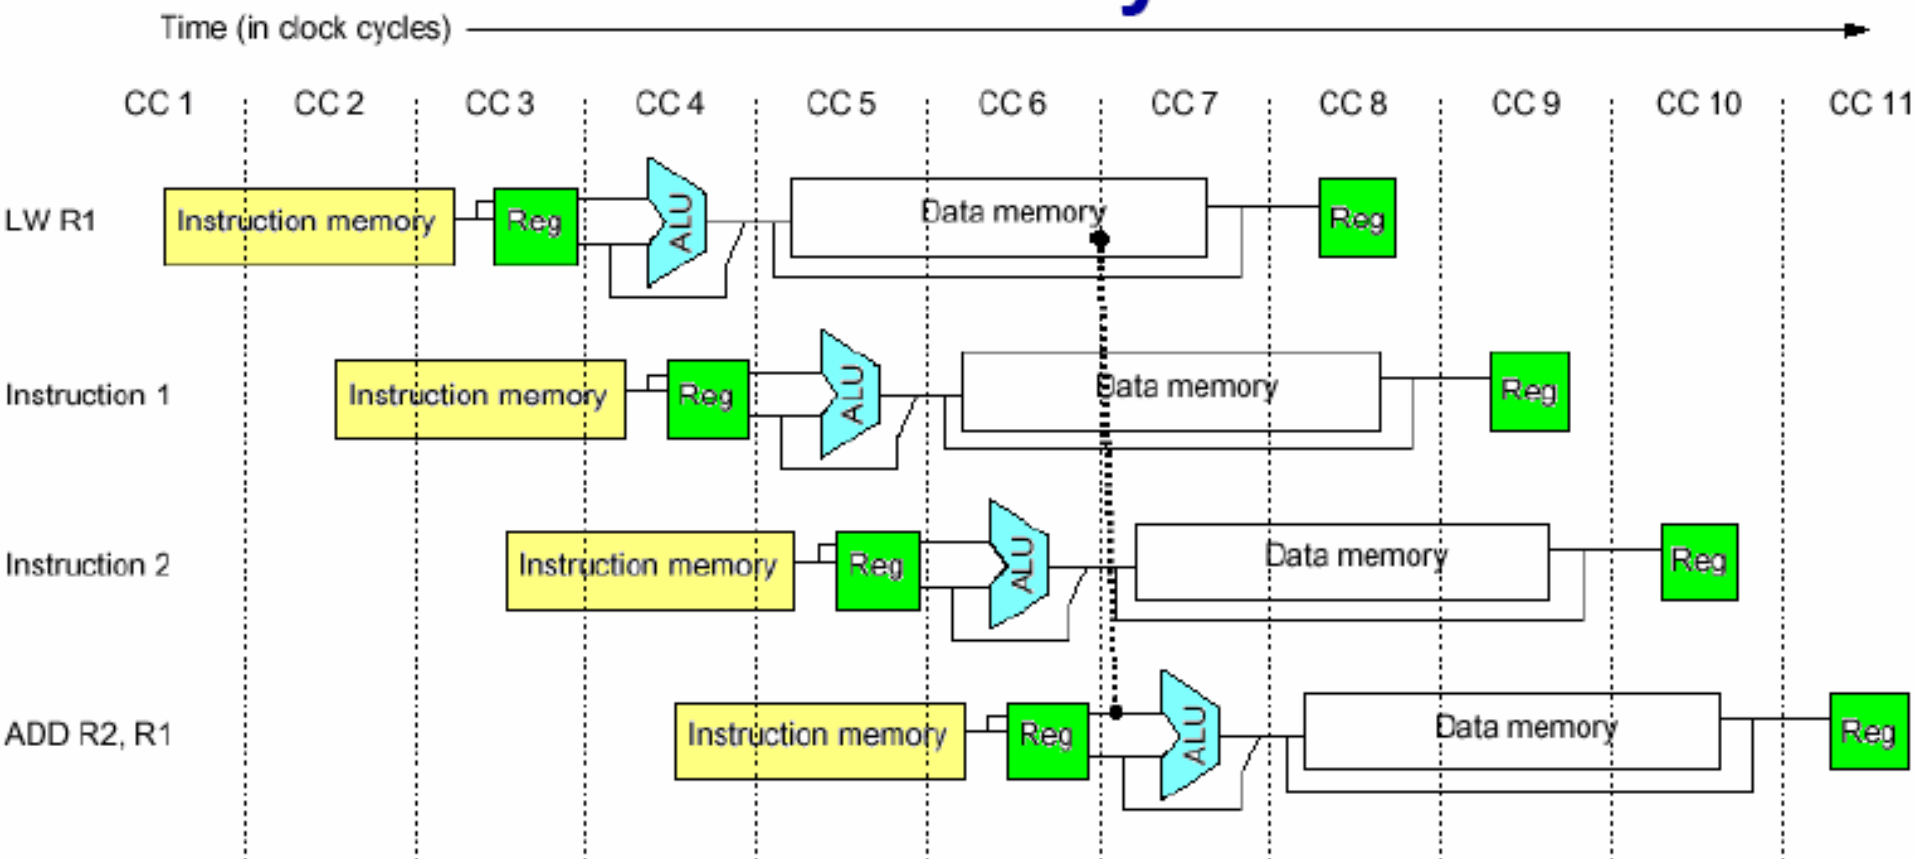 Time (in clock cycles)
CC 1 CC 2 CC 3 CC 4 CC 5 CC 6 CC 7 CC 8 CC 9 CC 10 CC 11
LW R1 Instruction memory Reg ALU Data memory Reg
Instruction 1 Instruction memory Reg ALU Data memory Reg
Instruction 2 Instruction memory Reg ALU Data memory Reg
ADD R2, R1 Instruction memory Reg ALU Data memory Reg